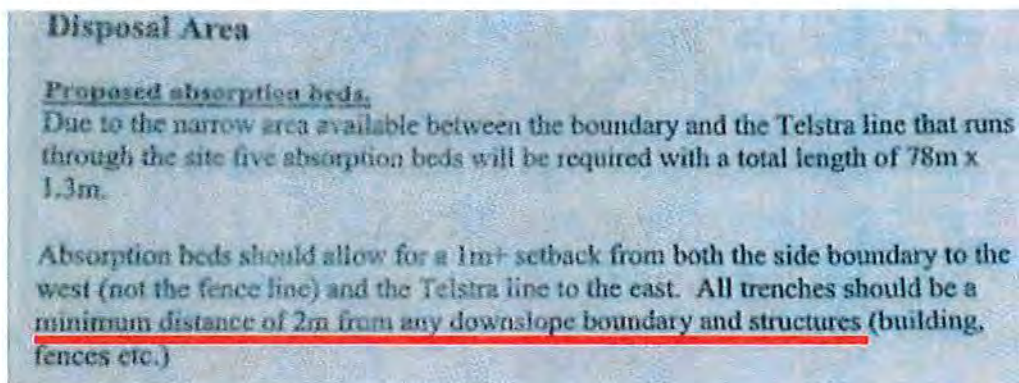 Disposal Area
Proposed absorption beds.
Due to the narrow area available between the boundary and the Telstra line that runs
through the site five absorption beds will be required with a total length of 78m x
1.3m.
Absorption beds should allow for a 1m+ setback from both the side boundary to the
west (not the fence line) and the Telstra line to the east. All trenches should be a
minimum distance of 2m from any downslope boundary and structures (building,
fences etc.)